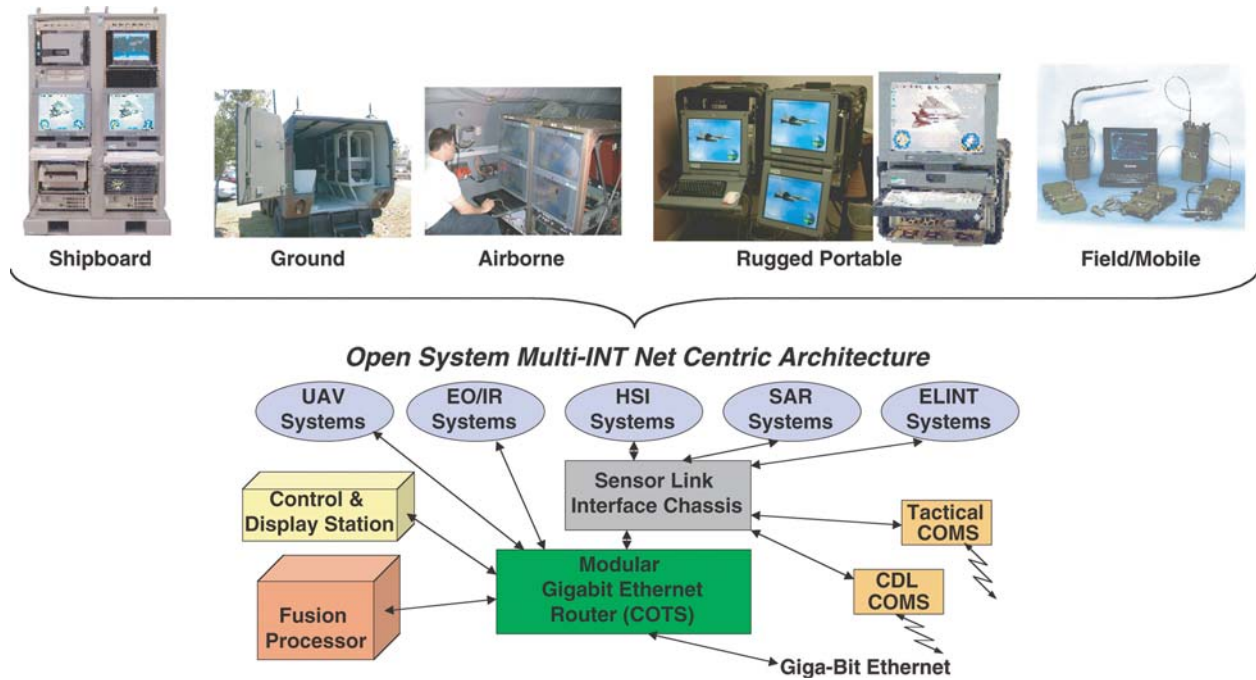 Shipboard
Ground
Airborne
Rugged Portable
Field/Mobile
Open System Multi-INT Net Centric Architecture
UAV
Systems
EO/IR
Systems
HSI
Systems
SAR
Systems
ELINT
Systems
Sensor Link
Interface Chassis
Control &
Display Station
Tactical
COMS
Modular
Gigabit Ethernet
Router (COTS)
CDL
COMS
Fusion
Processor
Giga-Bit Ethernet